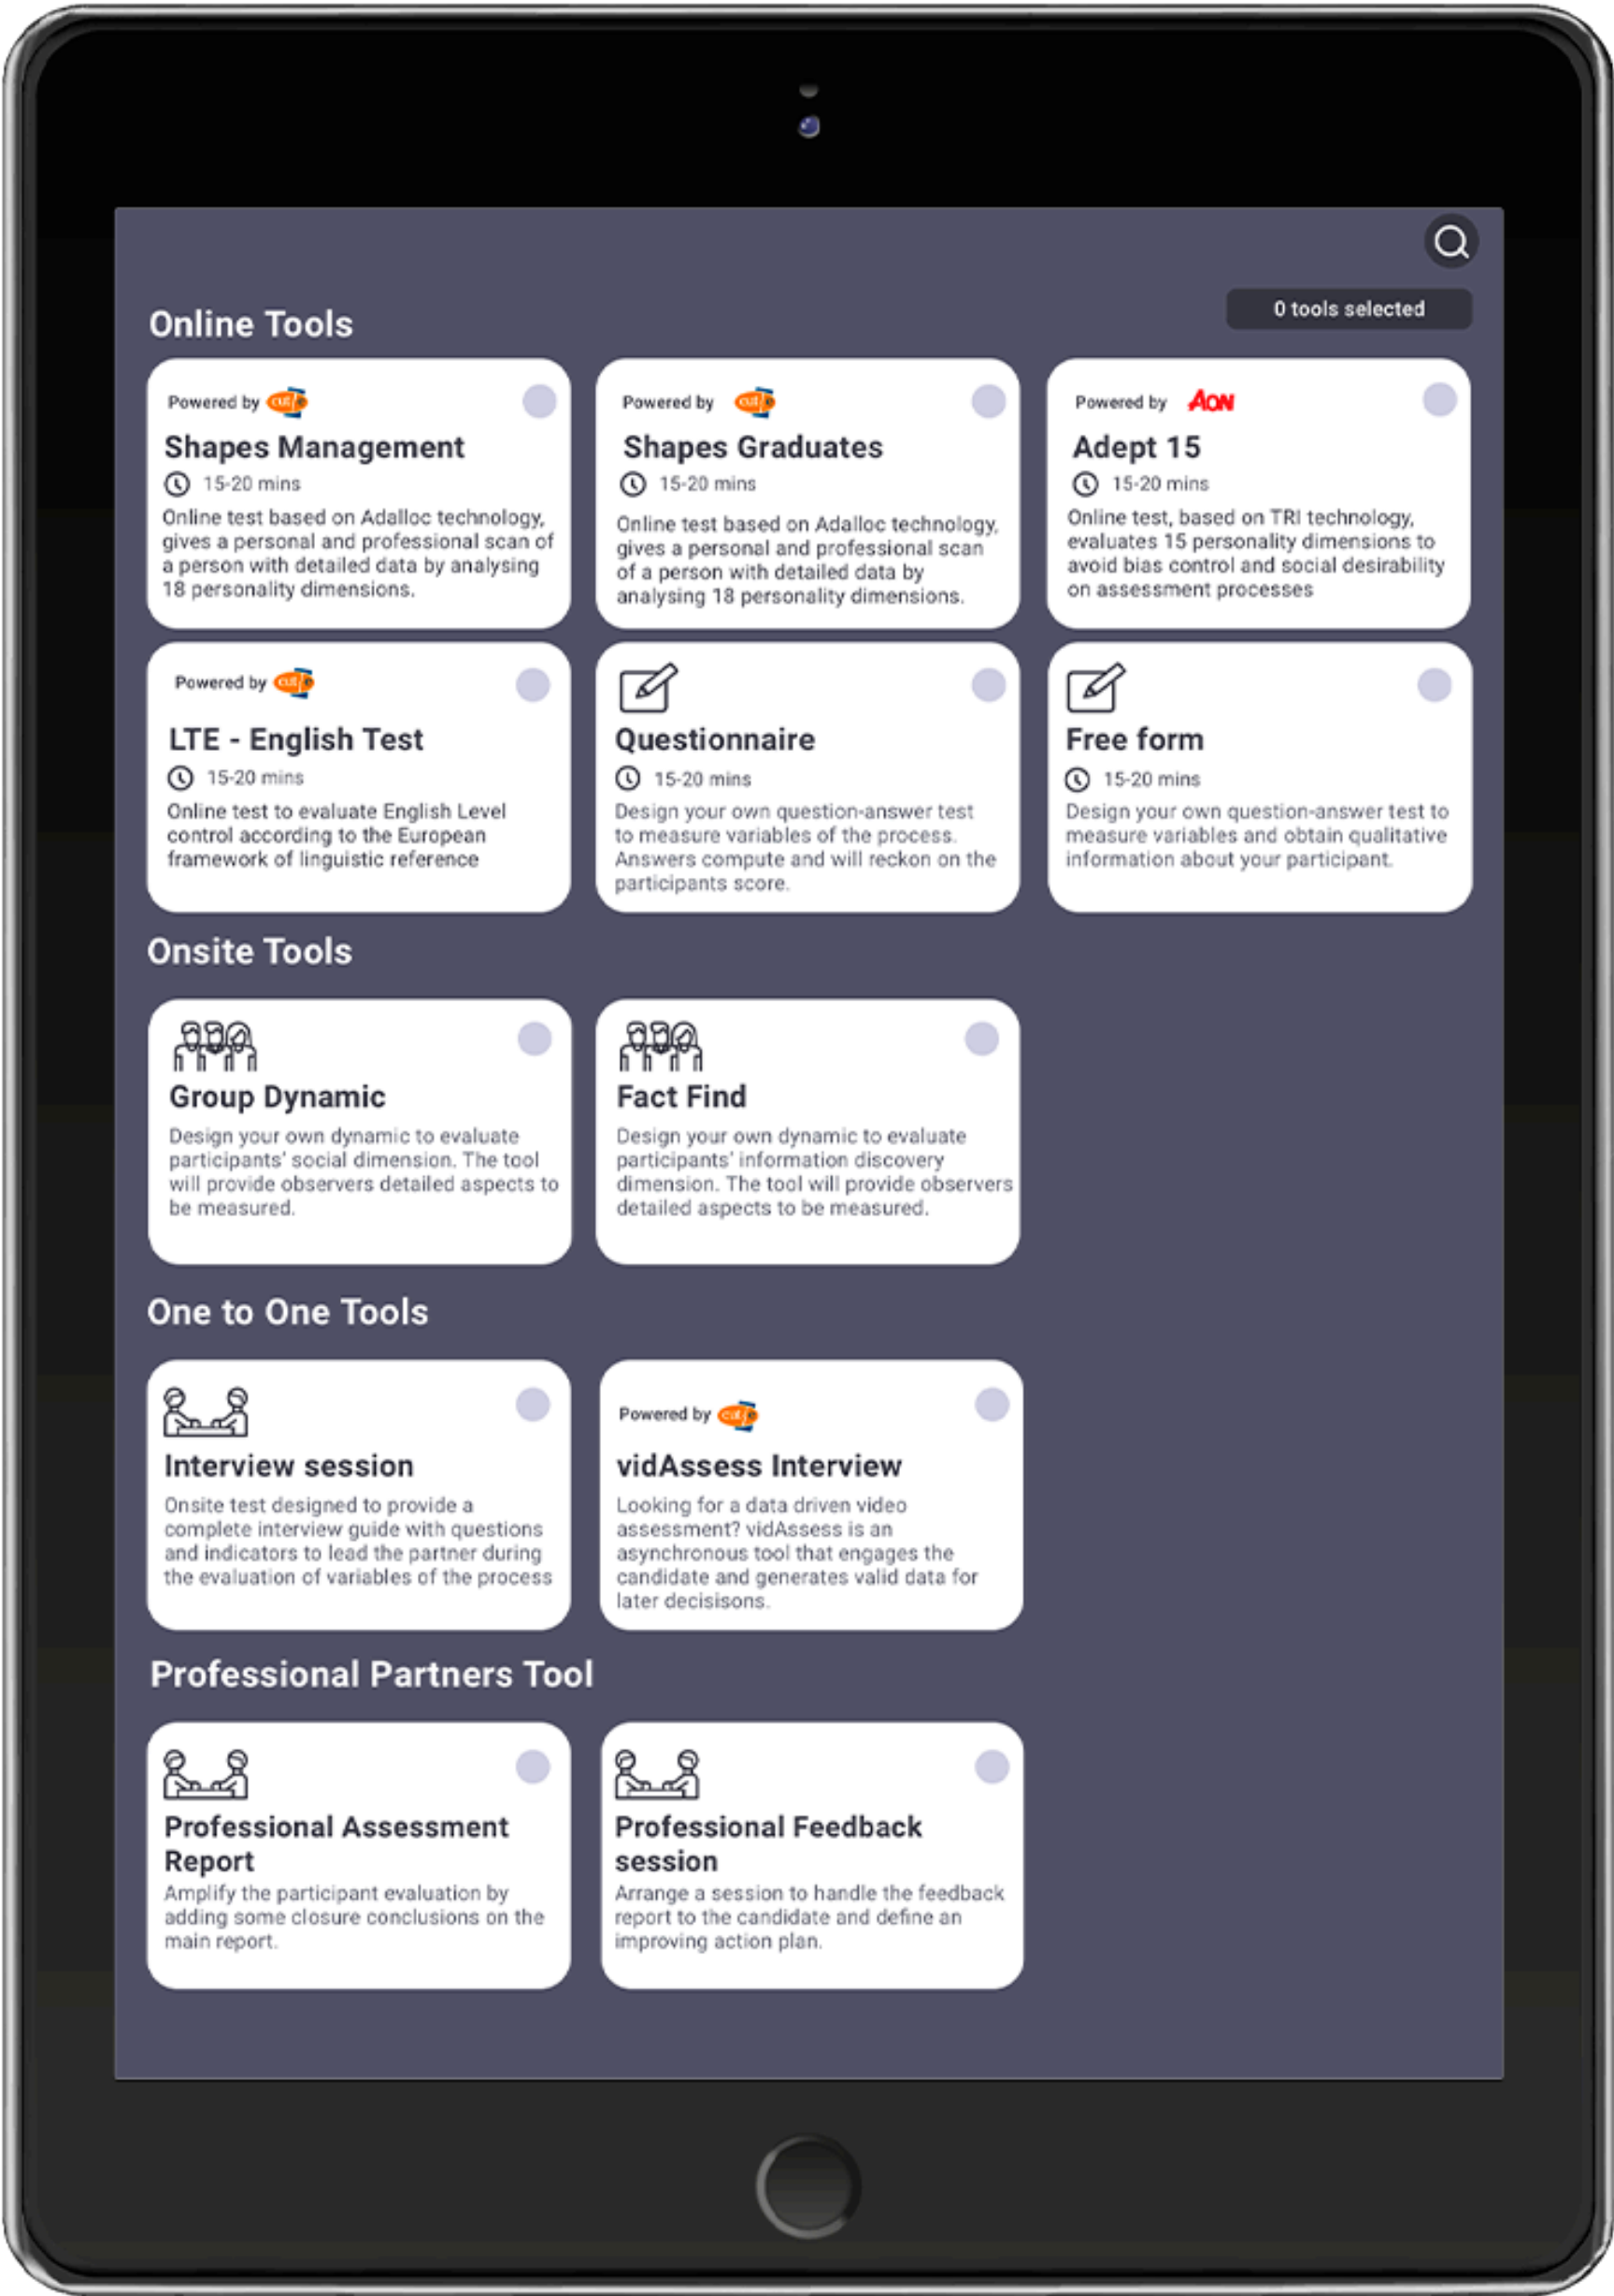 0 tools selected
Online Tools
Powered by cut-e
Shapes Management
15-20 mins
Online test based on Adalloc technology,
gives a personal and professional scan of
a person with detailed data by analysing
18 personality dimensions.
Powered by cut-e
Shapes Graduates
15-20 mins
Online test based on Adalloc technology,
gives a personal and professional scan
of a person with detailed data by
analysing 18 personality dimensions.
Powered by AON
Adept 15
15-20 mins
Online test, based on TRI technology,
evaluates 15 personality dimensions to
avoid bias control and social desirability
on assessment processes
Powered by cut-e
LTE - English Test
15-20 mins
Online test to evaluate English Level
control according to the European
framework of linguistic reference
Questionnaire
15-20 mins
Design your own question-answer test
to measure variables of the process.
Answers compute and will reckon on the
participants score.
Free form
15-20 mins
Design your own question-answer test to
measure variables and obtain qualitative
information about your participant.
Onsite Tools
Group Dynamic
Design your own dynamic to evaluate
participants' social dimension. The tool
will provide observers detailed aspects to
be measured.
Fact Find
Design your own dynamic to evaluate
participants' information discovery
dimension. The tool will provide observers
detailed aspects to be measured.
One to One Tools
Interview session
Onsite test designed to provide a
complete interview guide with questions
and indicators to lead the partner during
the evaluation of variables of the process
Powered by cut-e
vidAssess Interview
Looking for a data driven video
assessment? vidAssess is an
asynchronous tool that engages the
candidate and generates valid data for
later decisisons.
Professional Partners Tool
Professional Assessment
Report
Amplify the participant evaluation by
adding some closure conclusions on the
main report.
Professional Feedback
session
Arrange a session to handle the feedback
report to the candidate and define an
improving action plan.